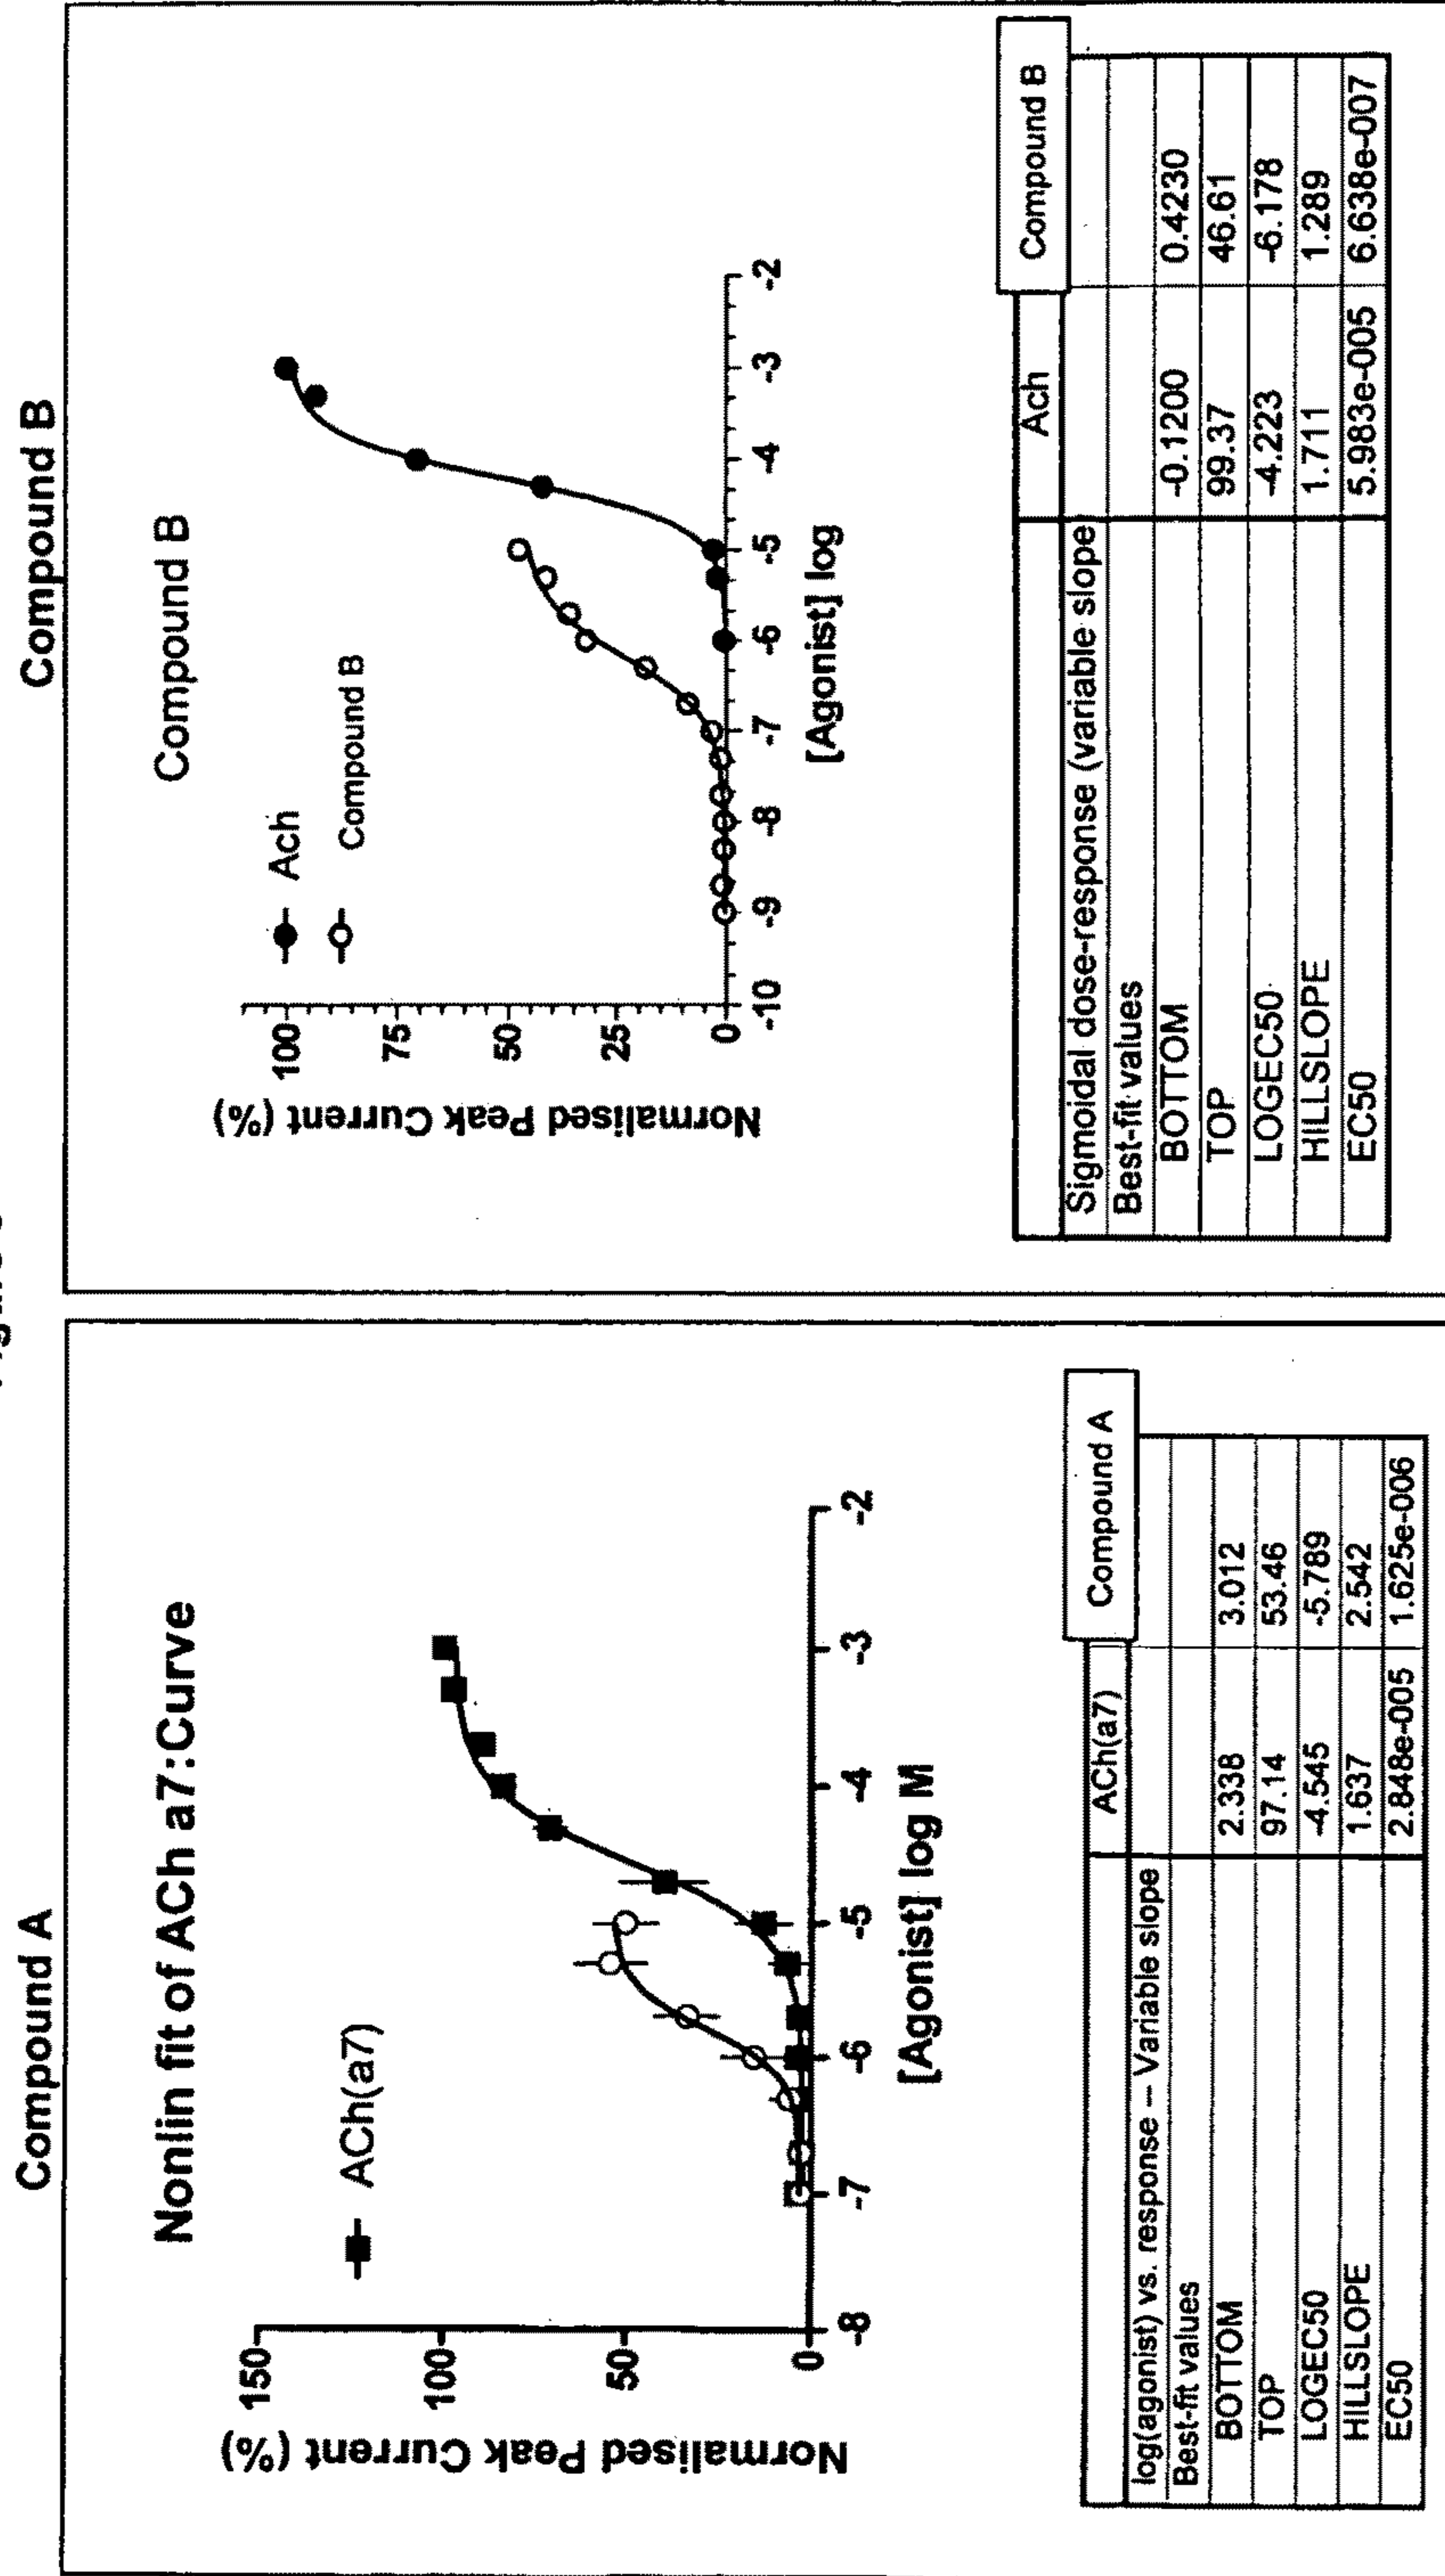 Compound A
Nonlin fit of ACh a7:Curve
ACh(a7)
Normalised Peak Current (%)
150
100
50
0
-8
-7
-6
-5
-4
-3
-2
[Agonist] log M
ACh(a7)
Compound A
log(agonist) vs. response -- Variable slope
Best-fit values
BOTTOM 2.338 3.012
TOP 97.14 53.46
LOGEC50 -4.545 -5.789
HILLSLOPE 1.637 2.542
EC50 2.848e-005 1.625e-006
Compound B
Compound B
Ach
Compound B
Normalised Peak Current (%)
100
75
50
25
0
-10
-9
-8
-7
-6
-5
-4
-3
-2
[Agonist] log
Ach
Compound B
Sigmoidal dose-response (variable slope
Best-fit values
BOTTOM -0.1200 0.4230
TOP 99.37 46.61
LOGEC50 -4.223 -6.178
HILLSLOPE 1.711 1.289
EC50 5.983e-005 6.638e-007